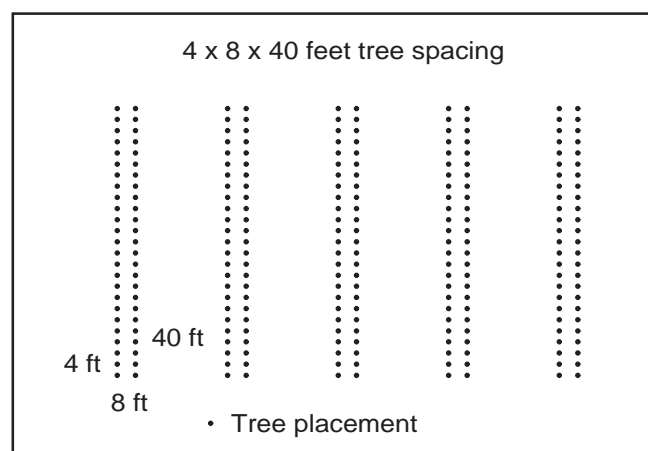 4 x 8 x 40 feet tree spacing
40 ft
4 ft
8 ft
Tree placement